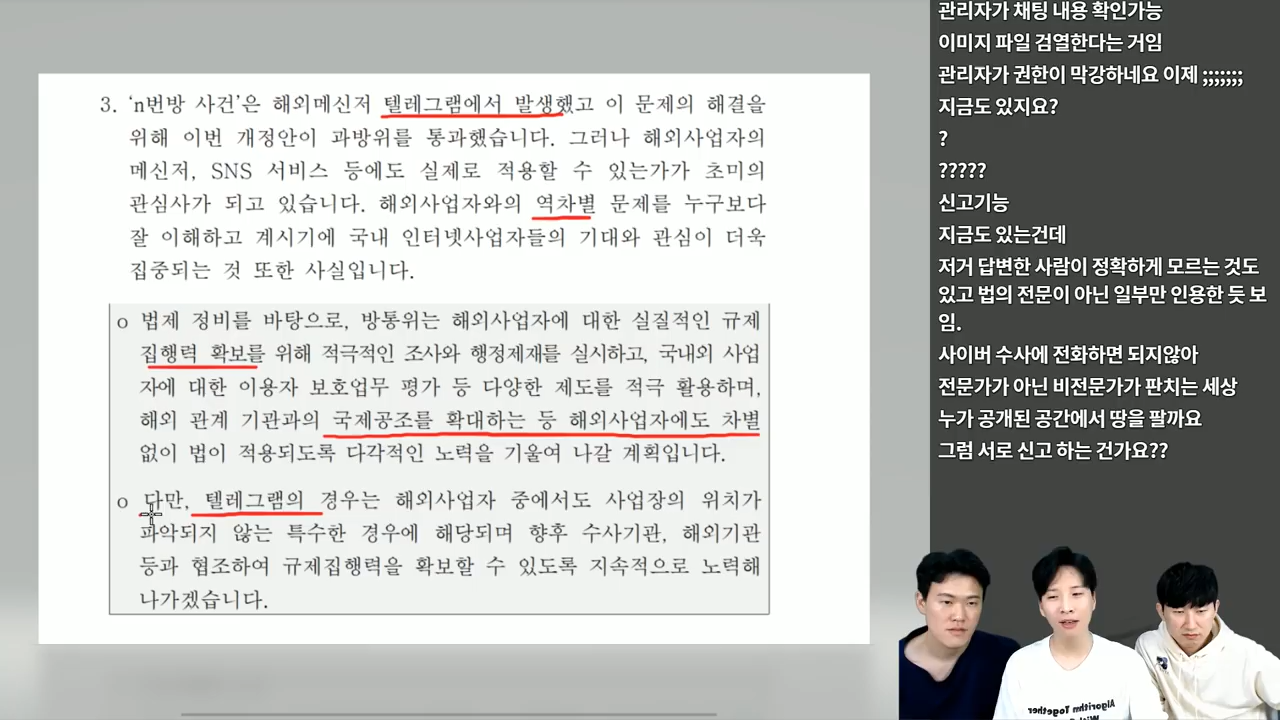 3. ‘n번방 사건’은 해외메신저 텔레그램에서 발생했고 이 문제의 해결을
위해 이번 개정안이 과방위를 통과했습니다. 그러나 해외사업자의
메신저, SNS 서비스 등에도 실제로 적용할 수 있는가가 초미의
관심사가 되고 있습니다. 해외사업자와의 역차별 문제를 누구보다
잘 이해하고 계시기에 국내 인터넷사업자들의 기대와 관심이 더욱
집중되는 것 또한 사실입니다.
o 법제 정비를 바탕으로, 방통위는 해외사업자에 대한 실질적인 규제
집행력 확보를 위해 적극적인 조사와 행정제재를 실시하고, 국내외 사업
자에 대한 이용자 보호업무 평가 등 다양한 제도를 적극 활용하며,
해외 관계 기관과의 국제공조를 확대하는 등 해외사업자에도 차별
없이 법이 적용되도록 다각적인 노력을 기울여 나갈 계획입니다.
o 다만, 텔레그램의 경우는 해외사업자 중에서도 사업장의 위치가
파악되지 않는 특수한 경우에 해당되며 향후 수사기관, 해외기관
등과 협조하여 규제집행력을 확보할 수 있도록 지속적으로 노력해
나가겠습니다.
관리자가 채팅 내용 확인가능
이미지 파일 검열한다는 거임
관리자가 권한이 막강하네요 이제 ;;;;;;;
지금도 있지요?
?
?????
신고기능
지금도 있는건데
저거 답변한 사람이 정확하게 모르는 것도
있고 법의 전문이 아닌 일부만 인용한 듯 보
임.
사이버 수사에 전화하면 되지않아
전문가가 아닌 비전문가가 판치는 세상
누가 공개된 공간에서 땅을 팔까요
그럼 서로 신고 하는 건가요??
Algorithm Together